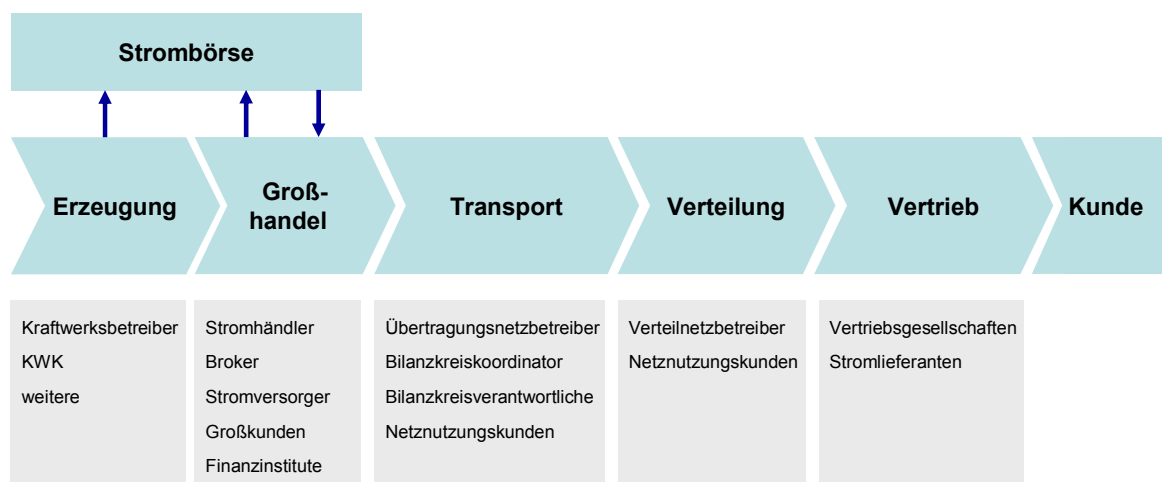 Strombörse
Erzeugung
Groß-
handel
Transport
Verteilung
Vertrieb
Kunde
Kraftwerksbetreiber
KWK
weitere
Stromhändler
Broker
Stromversorger
Großkunden
Finanzinstitute
Übertragungsnetzbetreiber
Bilanzkreiskoordinator
Bilanzkreisverantwortliche
Netznutzungskunden
Verteilnetzbetreiber
Netznutzungskunden
Vertriebsgesellschaften
Stromlieferanten